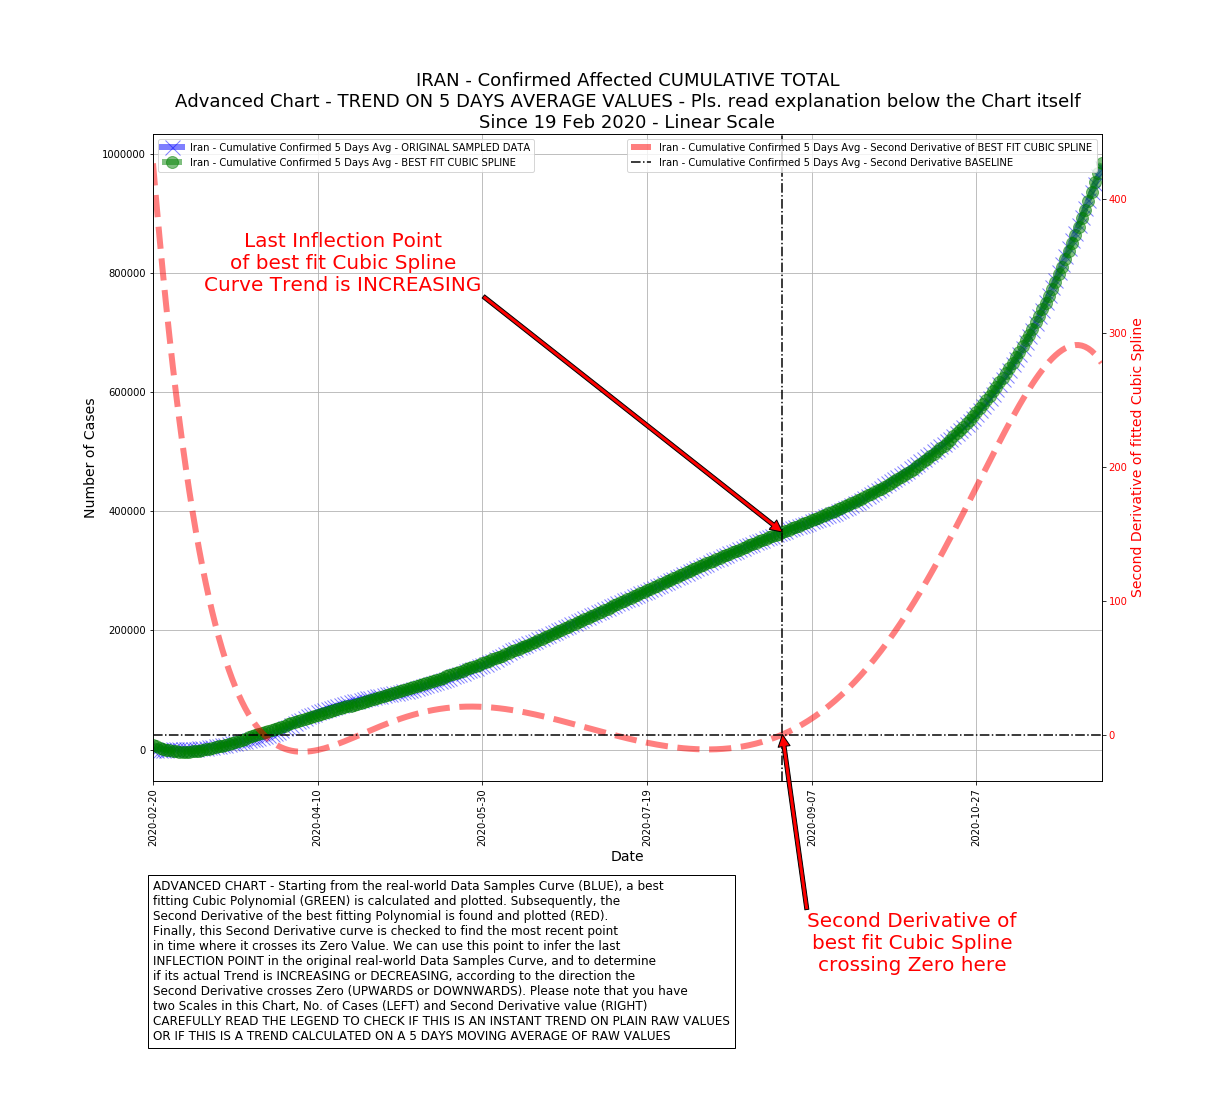 IRAN - Confirmed Affected CUMULATIVE TOTAL
Advanced Chart - TREND ON 5 DAYS AVERAGE VALUES - Pls. read explanation below the Chart itself
Since 19 Feb 2020 - Linear Scale
Iran - Cumulative Confirmed 5 Days Avg - ORIGINAL SAMPLED DATA
Iran - Cumulative Confirmed 5 Days Avg - BEST FIT CUBIC SPLINE
Iran - Cumulative Confirmed 5 Days Avg - Second Derivative of BEST FIT CUBIC SPLINE
Iran - Cumulative Confirmed 5 Days Avg - Second Derivative BASELINE
Last Inflection Point
of best fit Cubic Spline
Curve Trend is INCREASING
Number of Cases
1000000
800000
600000
400000
200000
0
Second Derivative of fitted Cubic Spline
400
300
200
100
0
2020-02-20
2020-04-10
2020-05-30
2020-07-19
2020-09-07
2020-10-27
Date
Second Derivative of
best fit Cubic Spline
crossing Zero here
ADVANCED CHART - Starting from the real-world Data Samples Curve (BLUE), a best
fitting Cubic Polynomial (GREEN) is calculated and plotted. Subsequently, the
Second Derivative of the best fitting Polynomial is found and plotted (RED).
Finally, this Second Derivative curve is checked to find the most recent point
in time where it crosses its Zero Value. We can use this point to infer the last
INFLECTION POINT in the original real-world Data Samples Curve, and to determine
if its actual Trend is INCREASING or DECREASING, according to the direction the
Second Derivative crosses Zero (UPWARDS or DOWNWARDS). Please note that you have
two Scales in this Chart, No. of Cases (LEFT) and Second Derivative value (RIGHT)
CAREFULLY READ THE LEGEND TO CHECK IF THIS IS AN INSTANT TREND ON PLAIN RAW VALUES
OR IF THIS IS A TREND CALCULATED ON A 5 DAYS MOVING AVERAGE OF RAW VALUES